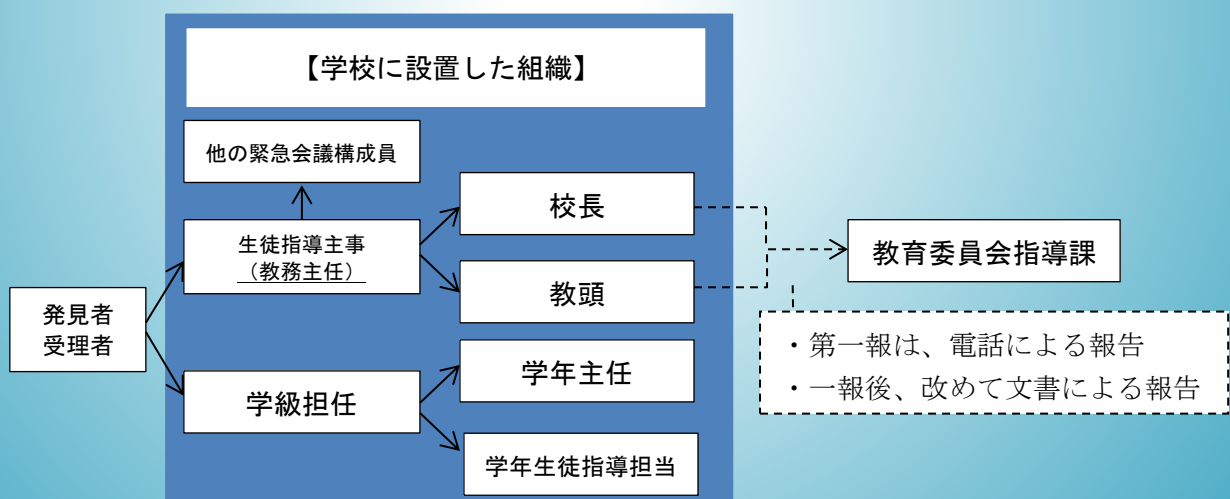 【学校に設置した組織】
他の緊急会議構成員
校長
生徒指導主事
（教務主任）
教育委員会指導課
教頭
発見者
受理者
・第一報は、電話による報告
・一報後、改めて文書による報告
学年主任
学級担任
学年生徒指導担当